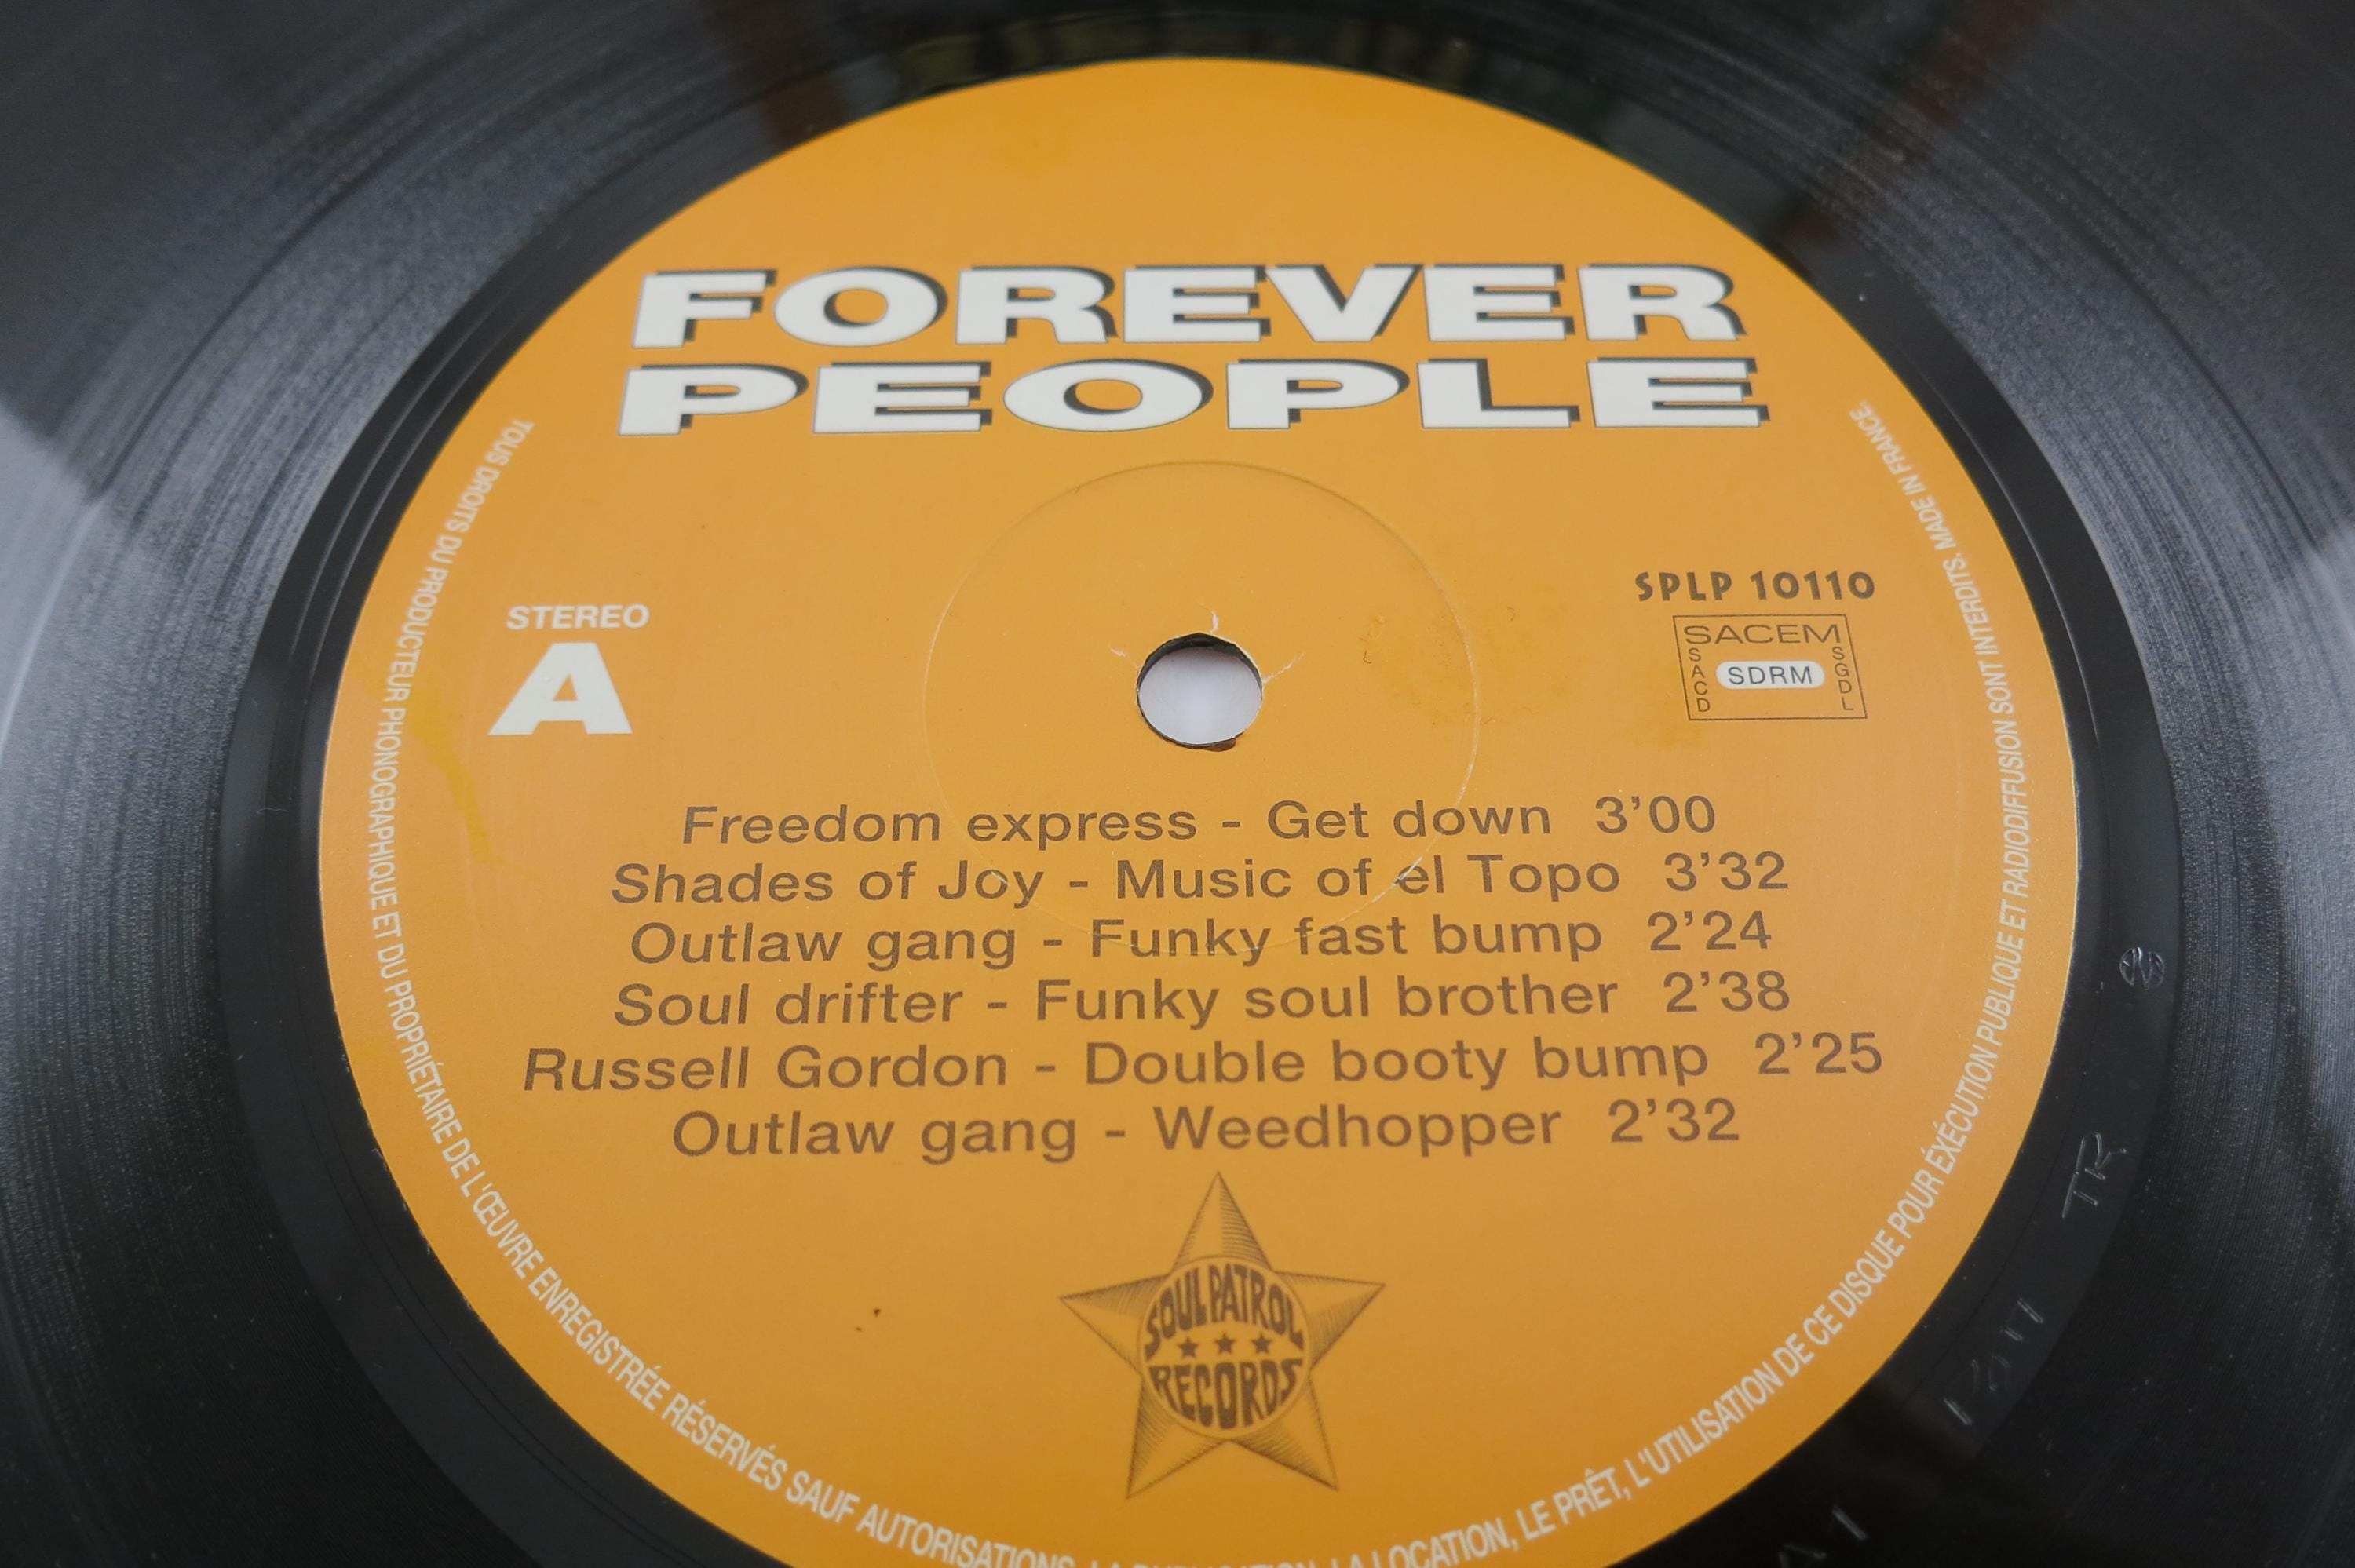 FOREVER
PEOPLE
STEREO
A
SPLP 10110
SACEM
SACD
SDRM
SGDL
Freedom express - Get down 3'00
Shades of Joy - Music of el Topo 3'32
Outlaw gang - Funky fast bump 2'24
Soul drifter - Funky soul brother 2'38
Russell Gordon - Double booty bump 2'25
Outlaw gang - Weedhopper 2'32
SOUL PATROL
RECORDS
TOUS DROITS DU PRODUCTEUR PHONOGRAPHIQUE ET DU PROPRIÉTAIRE DE L'ŒUVRE ENREGISTRÉE RÉSERVÉS SAUF AUTORISATIONS, LA LOCATION, LE PRÊT, L'UTILISATION DE CE DISQUE POUR ÉXÉCUTION PUBLIQUE ET RADIODIFFUSION SONT INTERDITS. MADE IN FRANCE.
TR